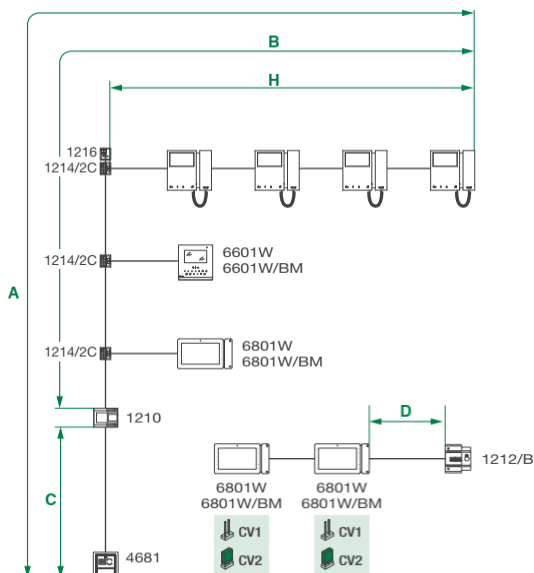 B
H
1216
1214/2C
1214/2C
6601W
6601W/BM
A
1214/2C
6801W
6801W/BM
1210
D
1212/B
6801W
6801W/BM
6801W
6801W/BM
C
CV1
CV2
CV1
CV2
4681